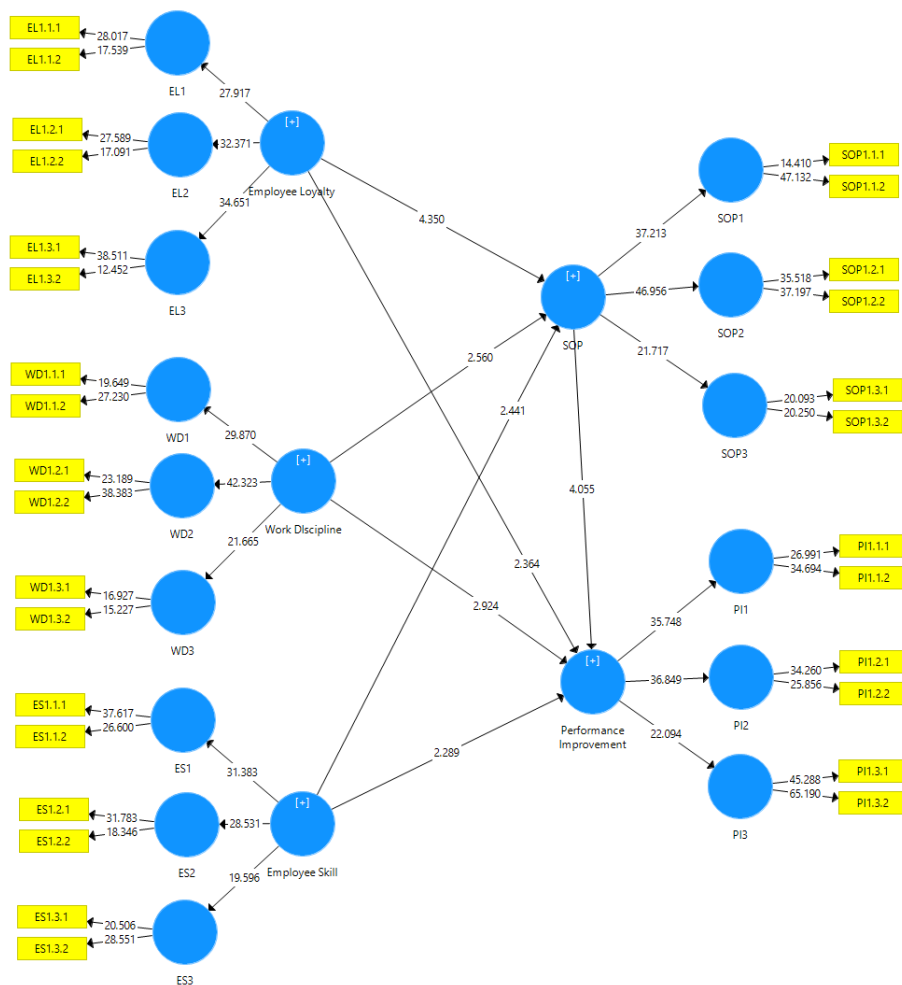 EL1.1.1
28.017
EL1.1.2
17.539
EL1
27.917
EL1.2.1
27.589
EL1.2.2
17.091
EL2
32.371
[+]
Employee Loyalty
34.651
EL1.3.1
38.511
EL1.3.2
12.452
EL3
WD1.1.1
19.649
WD1.1.2
27.230
WD1
29.870
WD1.2.1
23.189
WD1.2.2
38.383
WD2
42.323
[+]
Work DIscipline
21.665
WD1.3.1
16.927
WD1.3.2
15.227
WD3
ES1.1.1
37.617
ES1.1.2
26.600
ES1
31.383
ES1.2.1
31.783
ES1.2.2
18.346
ES2
28.531
[+]
Employee Skill
19.596
ES1.3.1
20.506
ES1.3.2
28.551
ES3
4.350
2.560
2.441
2.364
2.924
2.289
4.055
[+]
SOP
37.213
SOP1
14.410
SOP1.1.1
47.132
SOP1.1.2
46.956
SOP2
35.518
SOP1.2.1
37.197
SOP1.2.2
21.717
SOP3
20.093
SOP1.3.1
20.250
SOP1.3.2
[+]
Performance
Improvement
35.748
PI1
26.991
PI1.1.1
34.694
PI1.1.2
36.849
PI2
34.260
PI1.2.1
25.856
PI1.2.2
22.094
PI3
45.288
PI1.3.1
65.190
PI1.3.2